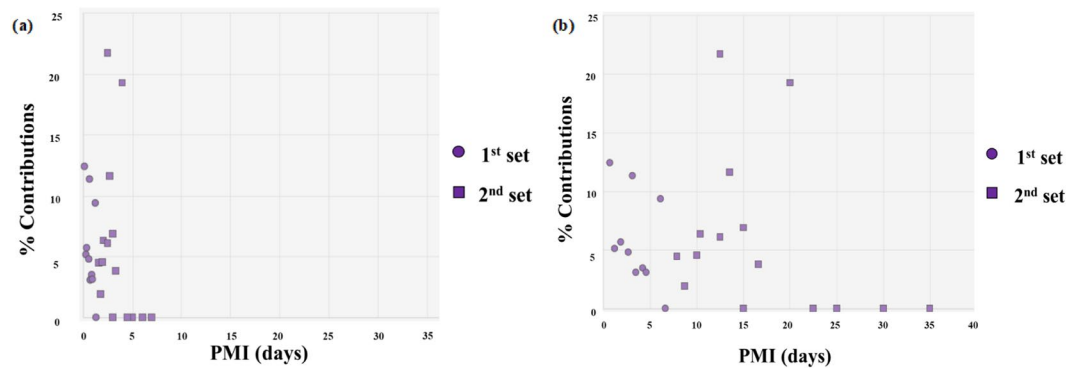 (a)
25
20
15
10
5
0
% Contributions
0 5 10 15 20 25 30 35
PMI (days)
1st set
2nd set
(b)
25
20
15
10
5
0
% Contributions
0 5 10 15 20 25 30 35 40
PMI (days)
1st set
2nd set